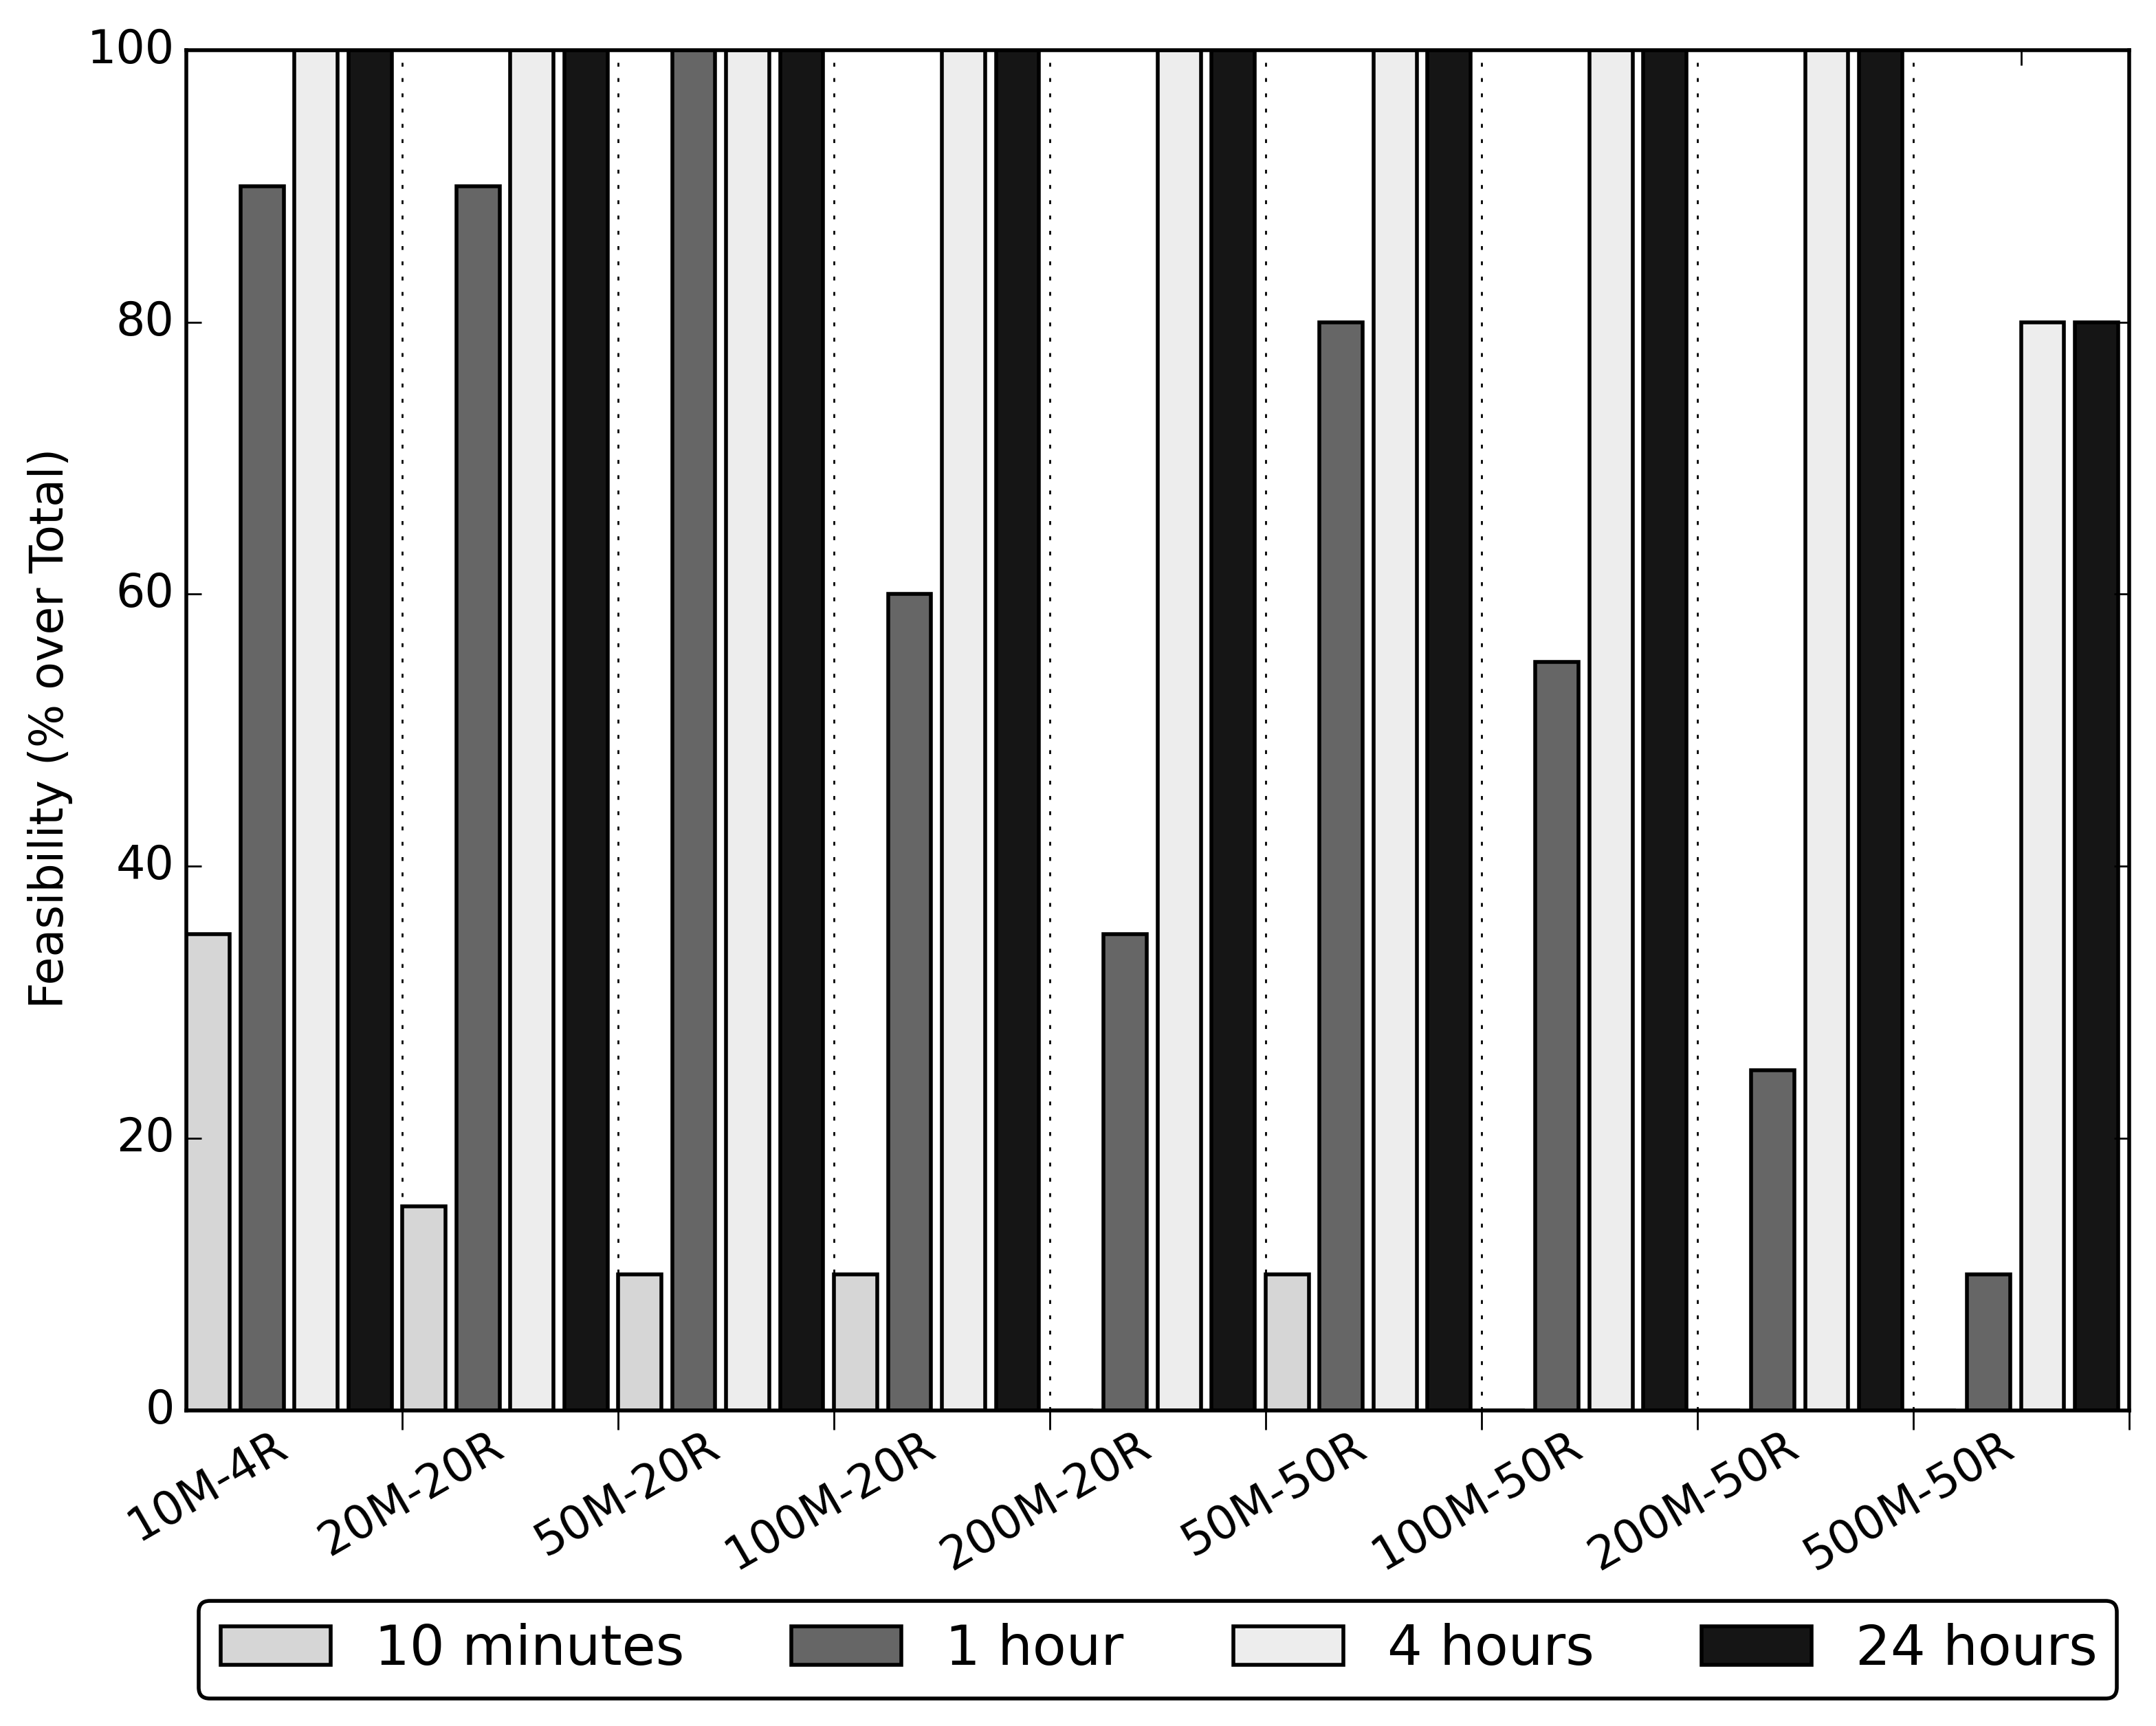 Feasibility (% over Total)
100
80
60
40
20
0
10M-4R
20M-20R
50M-20R
100M-20R
200M-20R
50M-50R
100M-50R
200M-50R
500M-50R
10 minutes
1 hour
4 hours
24 hours